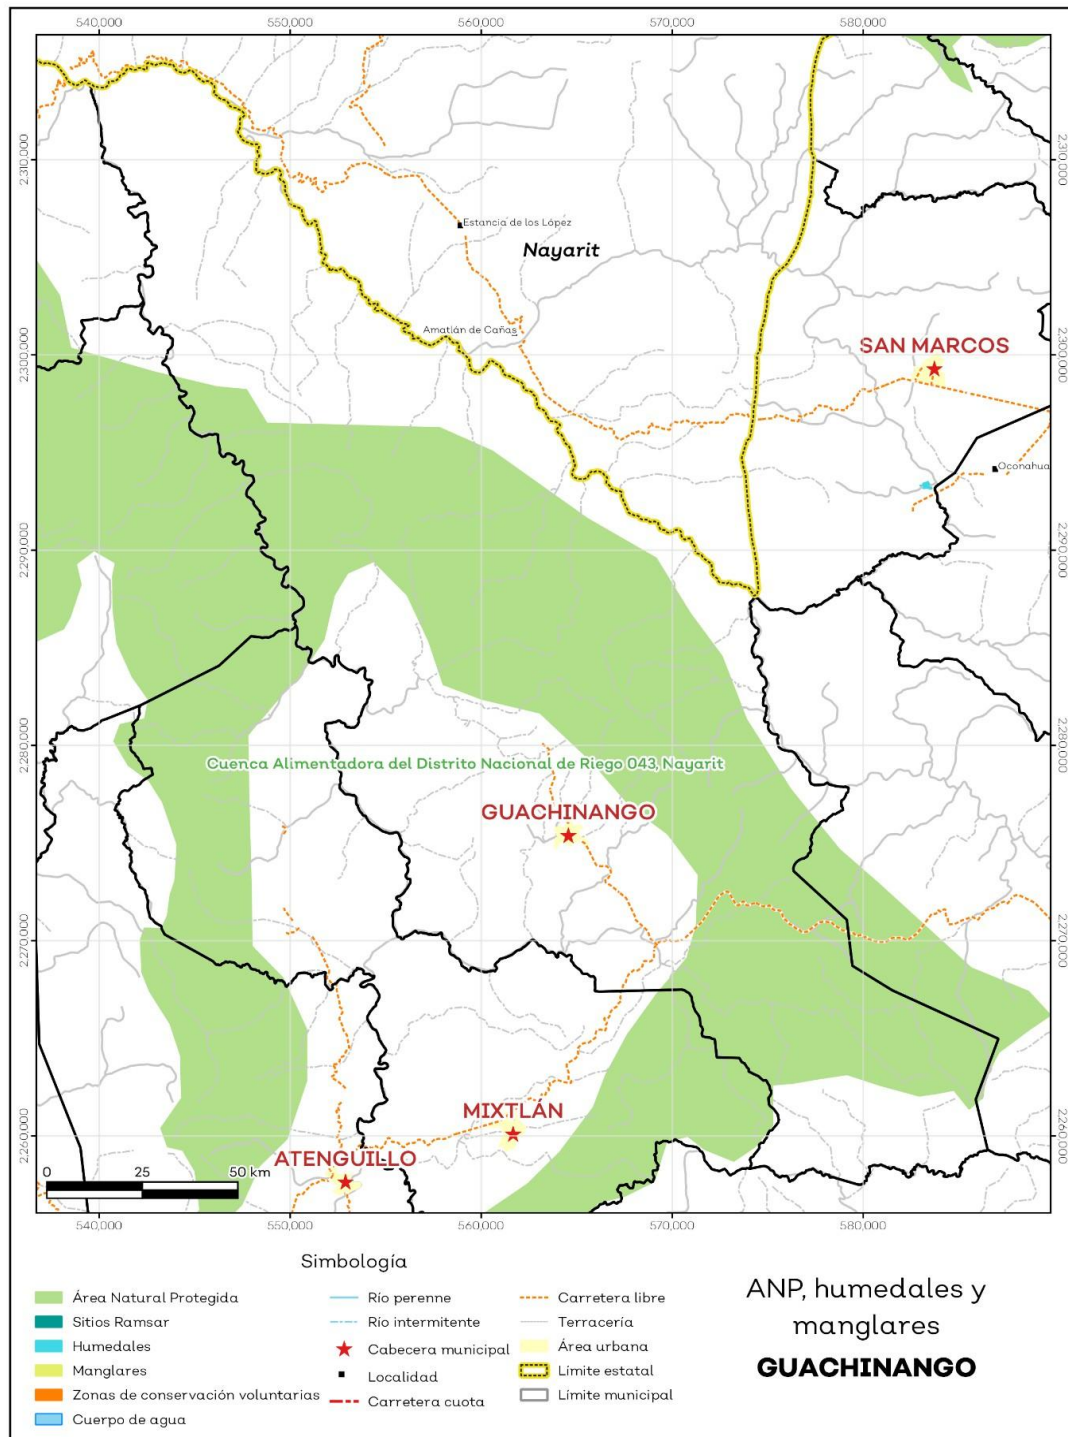 540,000 550,000 560,000 570,000 580,000
2,310,000 2,310,000
Estancia de los López
Nayarit
Amatlán de Cañas
SAN MARCOS
2,300,000 2,300,000
Oconahua
2,290,000 2,290,000
2,280,000 2,280,000
Cuenca Alimentadora del Distrito Nacional de Riego 043, Nayarit
GUACHINANGO
2,270,000 2,270,000
MIXTLÁN
2,260,000 2,260,000
ATENGUILLO
0 25 50 km
540,000 550,000 560,000 570,000 580,000
Simbología
Área Natural Protegida
Sitios Ramsar
Humedales
Manglares
Zonas de conservación voluntarias
Cuerpo de agua
Río perenne
Río intermitente
Cabecera municipal
Localidad
Carretera cuota
Carretera libre
Terracería
Área urbana
Límite estatal
Límite municipal
ANP, humedales y
manglares
GUACHINANGO